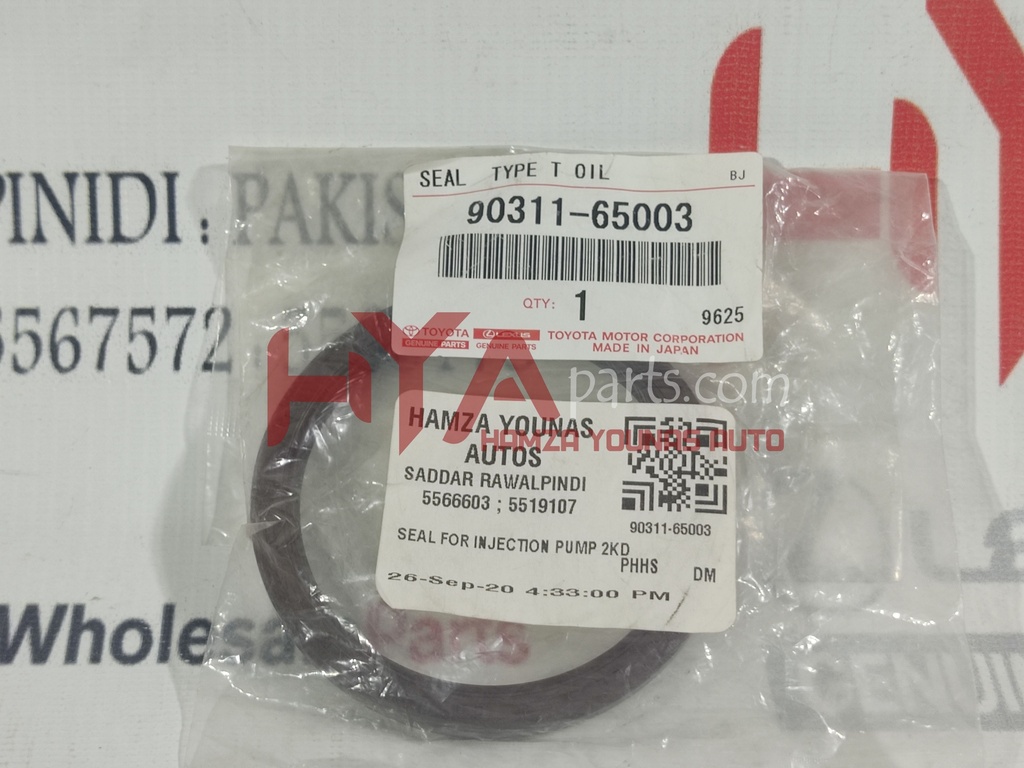 PINIDI : PAKIS
5567572
SEAL TYPE T OIL BJ
90311-65003
QTY: 1 9625
TOYOTA GENUINE PARTS LEXUS GENUINE PARTS TOYOTA MOTOR CORPORATION
MADE IN JAPAN
HYAparts.com
HAMZA YOUNAS AUTO
HAMZA YOUNAS
AUTOS
SADDAR RAWALPINDI
5566603 ; 5519107
90311-65003
SEAL FOR INJECTION PUMP 2KD
PHHS DM
26-Sep-20 4:33:00 PM
Wholesa Parts